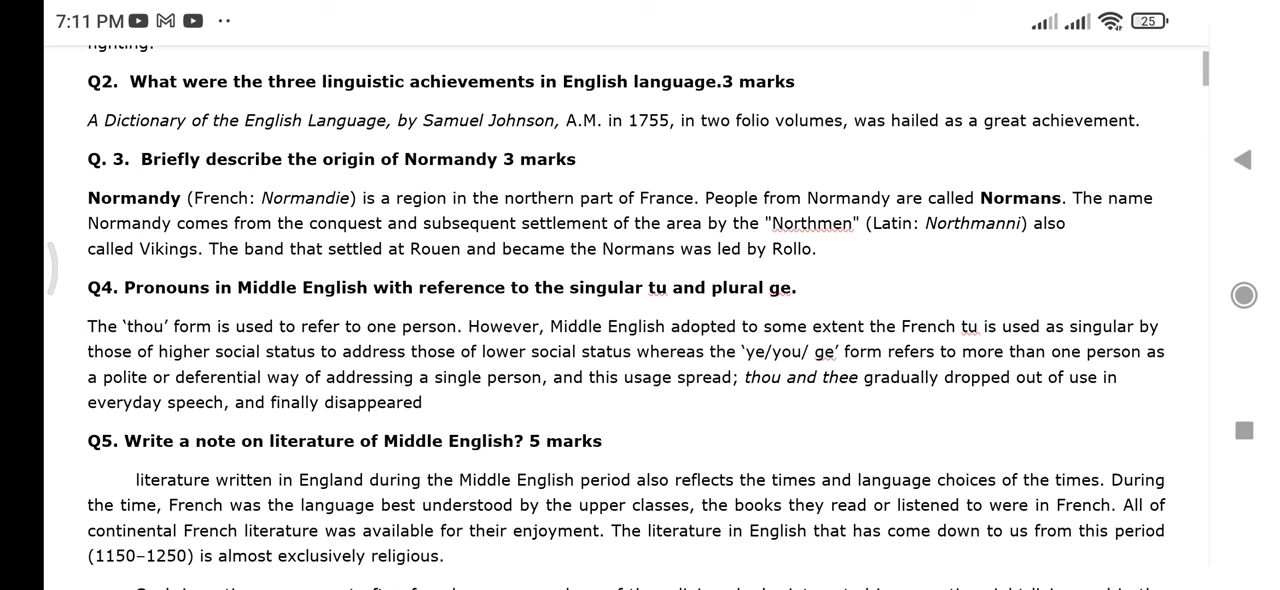 7:11 PM
25
Q2. What were the three linguistic achievements in English language.3 marks
A Dictionary of the English Language, by Samuel Johnson, A.M. in 1755, in two folio volumes, was hailed as a great achievement.
Q. 3. Briefly describe the origin of Normandy 3 marks
Normandy (French: Normandie) is a region in the northern part of France. People from Normandy are called Normans. The name
Normandy comes from the conquest and subsequent settlement of the area by the "Northmen" (Latin: Northmanni) also
called Vikings. The band that settled at Rouen and became the Normans was led by Rollo.
Q4. Pronouns in Middle English with reference to the singular tu and plural ge.
The ‘thou’ form is used to refer to one person. However, Middle English adopted to some extent the French tu is used as singular by
those of higher social status to address those of lower social status whereas the ‘ye/you/ ge’ form refers to more than one person as
a polite or deferential way of addressing a single person, and this usage spread; thou and thee gradually dropped out of use in
everyday speech, and finally disappeared
Q5. Write a note on literature of Middle English? 5 marks
literature written in England during the Middle English period also reflects the times and language choices of the times. During
the time, French was the language best understood by the upper classes, the books they read or listened to were in French. All of
continental French literature was available for their enjoyment. The literature in English that has come down to us from this period
(1150–1250) is almost exclusively religious.